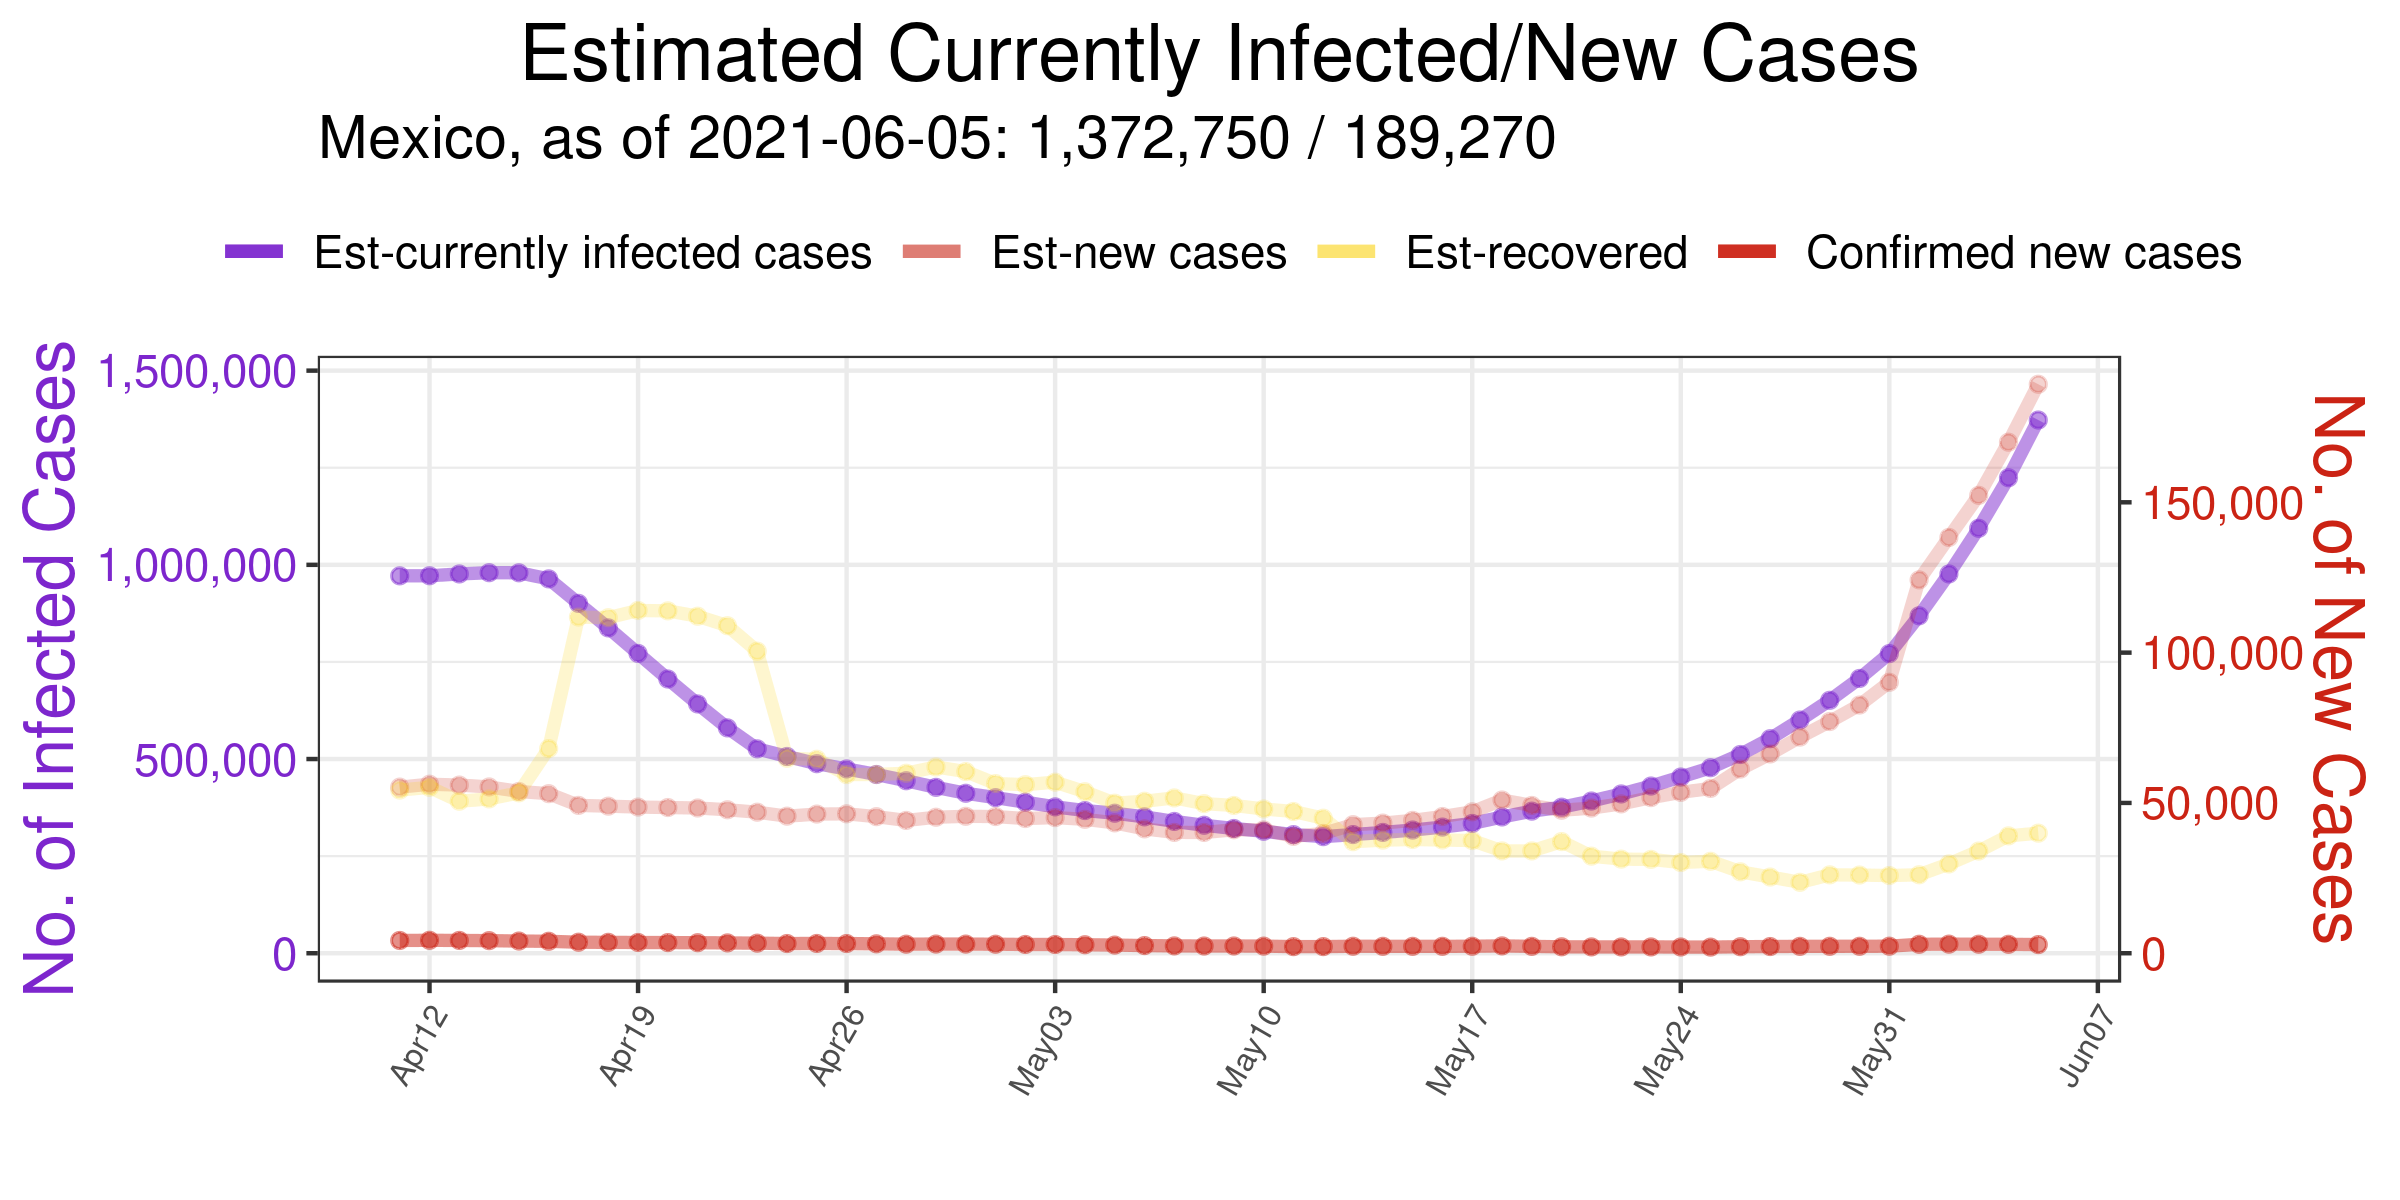 Estimated Currently Infected/New Cases
Mexico, as of 2021-06-05: 1,372,750 / 189,270
Est-currently infected cases Est-new cases Est-recovered Confirmed new cases
No. of Infected Cases
1,500,000
1,000,000
500,000
0
150,000
100,000
50,000
0
No. of New Cases
Apr12 Apr19 Apr26 May03 May10 May17 May24 May31 Jun07